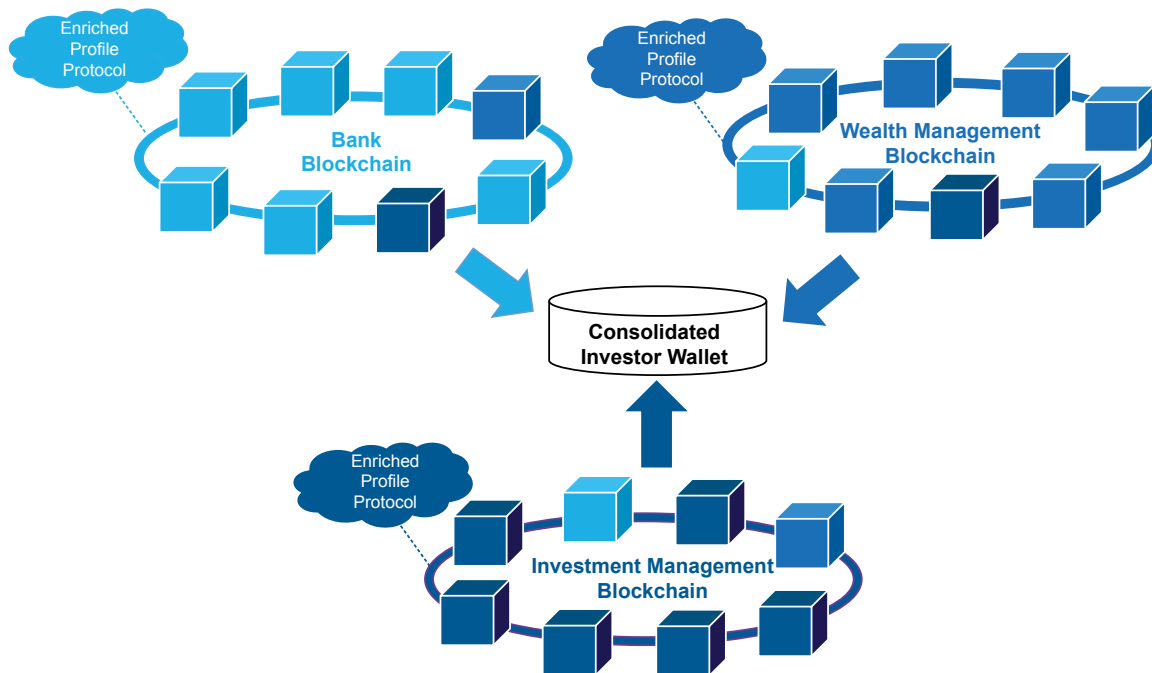 Enriched
Profile
Protocol
Bank
Blockchain
Enriched
Profile
Protocol
Wealth Management
Blockchain
Consolidated
Investor Wallet
Enriched
Profile
Protocol
Investment Management
Blockchain